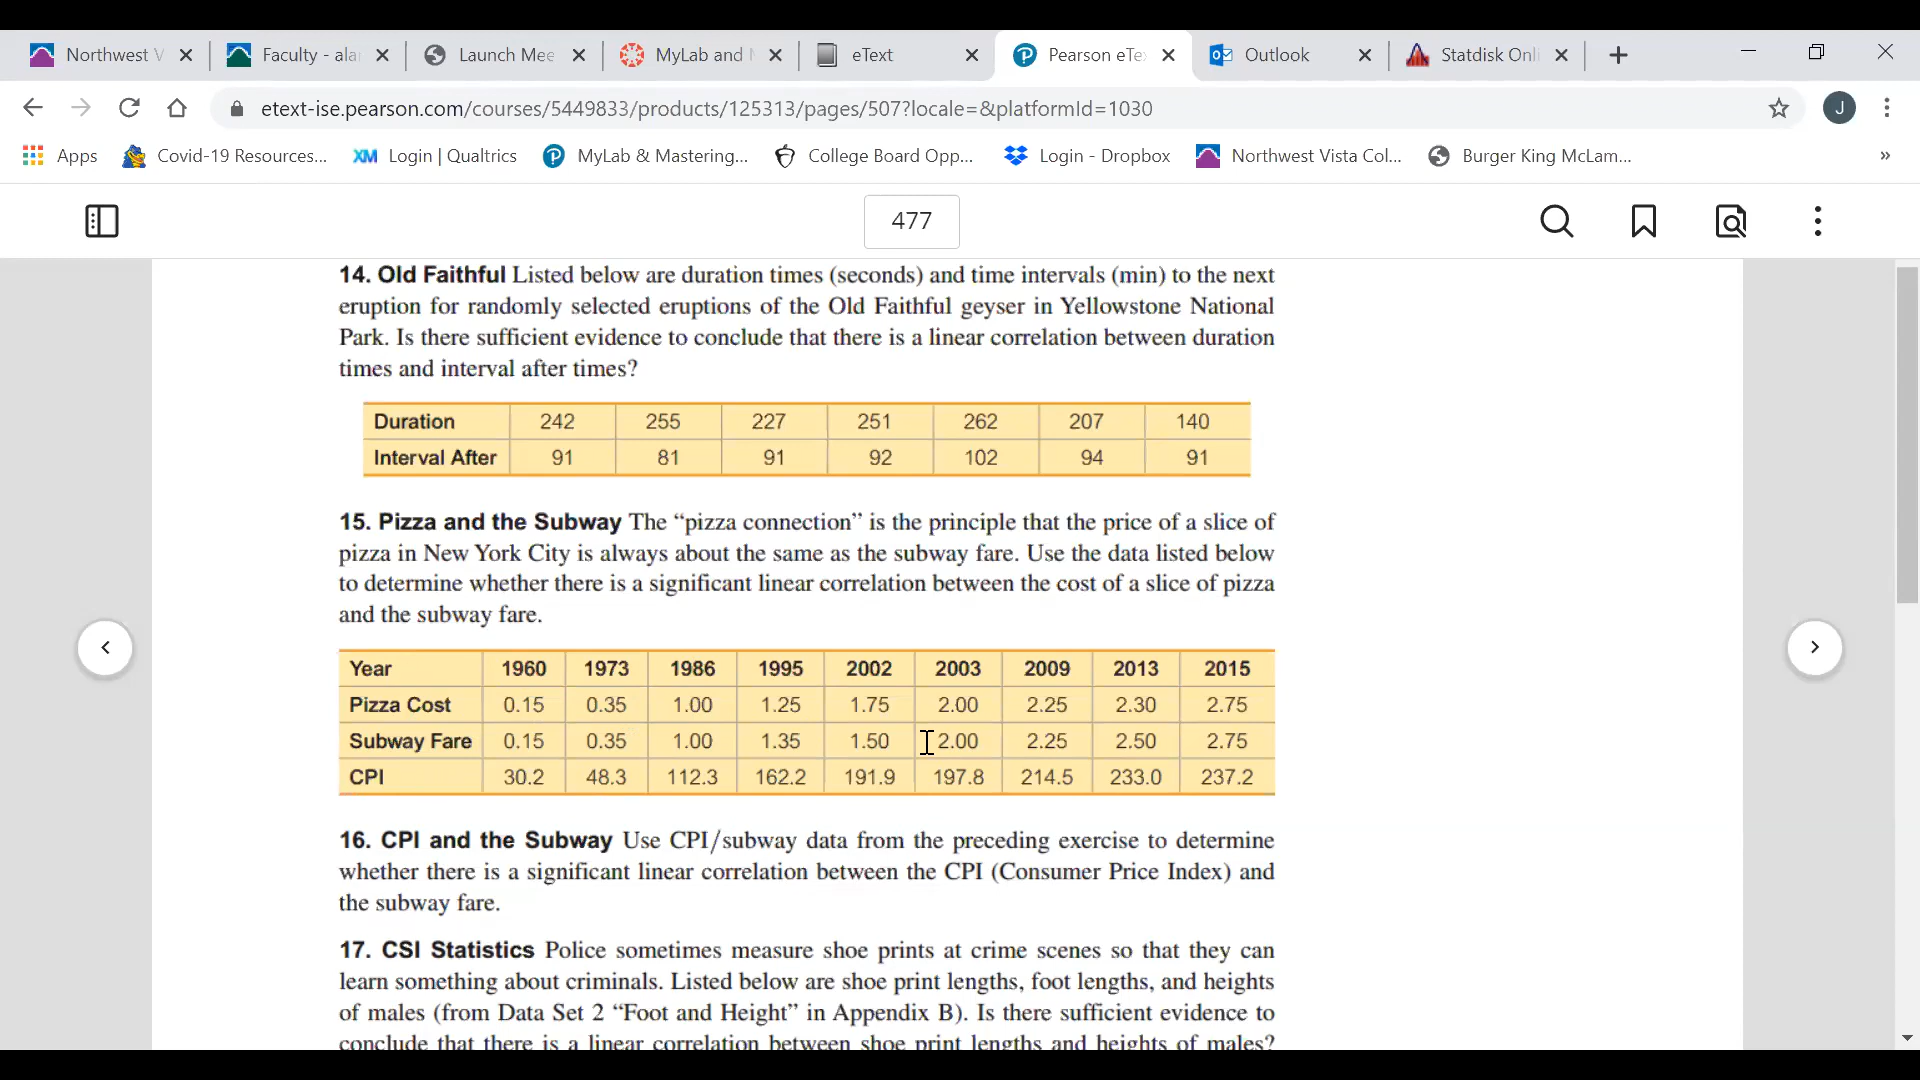 Northwest V
Faculty - ala
Launch Mee
MyLab and
eText
Pearson eTe
Outlook
Statdisk Onli
etext-ise.pearson.com/courses/5449833/products/125313/pages/507?locale=&platformId=1030
J
Apps
Covid-19 Resources...
XM Login | Qualtrics
MyLab & Mastering...
College Board Opp...
Login - Dropbox
Northwest Vista Col...
Burger King McLam...
»
477
14. Old Faithful Listed below are duration times (seconds) and time intervals (min) to the next
eruption for randomly selected eruptions of the Old Faithful geyser in Yellowstone National
Park. Is there sufficient evidence to conclude that there is a linear correlation between duration
times and interval after times?
Duration 242 255 227 251 262 207 140
Interval After 91 81 91 92 102 94 91
15. Pizza and the Subway The “pizza connection” is the principle that the price of a slice of
pizza in New York City is always about the same as the subway fare. Use the data listed below
to determine whether there is a significant linear correlation between the cost of a slice of pizza
and the subway fare.
Year 1960 1973 1986 1995 2002 2003 2009 2013 2015
Pizza Cost 0.15 0.35 1.00 1.25 1.75 2.00 2.25 2.30 2.75
Subway Fare 0.15 0.35 1.00 1.35 1.50 2.00 2.25 2.50 2.75
CPI 30.2 48.3 112.3 162.2 191.9 197.8 214.5 233.0 237.2
16. CPI and the Subway Use CPI/subway data from the preceding exercise to determine
whether there is a significant linear correlation between the CPI (Consumer Price Index) and
the subway fare.
17. CSI Statistics Police sometimes measure shoe prints at crime scenes so that they can
learn something about criminals. Listed below are shoe print lengths, foot lengths, and heights
of males (from Data Set 2 “Foot and Height” in Appendix B). Is there sufficient evidence to
conclude that there is a linear correlation between shoe print lengths and heights of males?